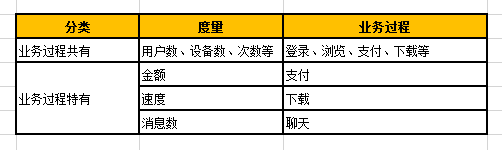 分类 度量 业务过程
业务过程共有 用户数、设备数、次数等 登录、浏览、支付、下载等
金额 支付
业务过程特有 速度 下载
消息数 聊天